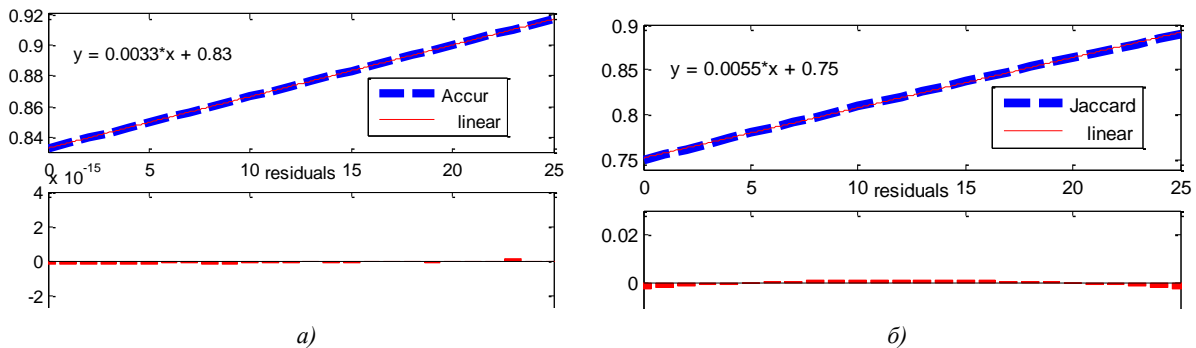 0.92
0.9
0.88
0.86
0.84
y = 0.0033*x + 0.83
Accur
linear
0 5 10 15 20 25
x 10⁻¹⁵
residuals
4
2
0
-2
а)
0.9
0.85
0.8
0.75
y = 0.0055*x + 0.75
Jaccard
linear
0 5 10 15 20 25
residuals
0.02
0
б)